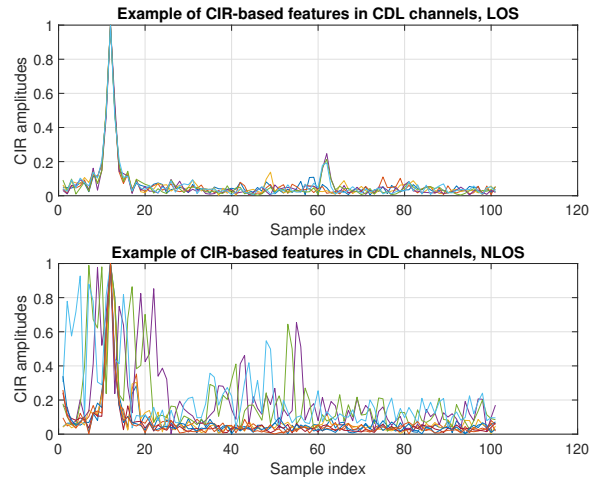 Example of CIR-based features in CDL channels, LOS
1
0.8
0.6
0.4
0.2
0
CIR amplitudes
0 20 40 60 80 100 120
Sample index
Example of CIR-based features in CDL channels, NLOS
1
0.8
0.6
0.4
0.2
0
CIR amplitudes
0 20 40 60 80 100 120
Sample index